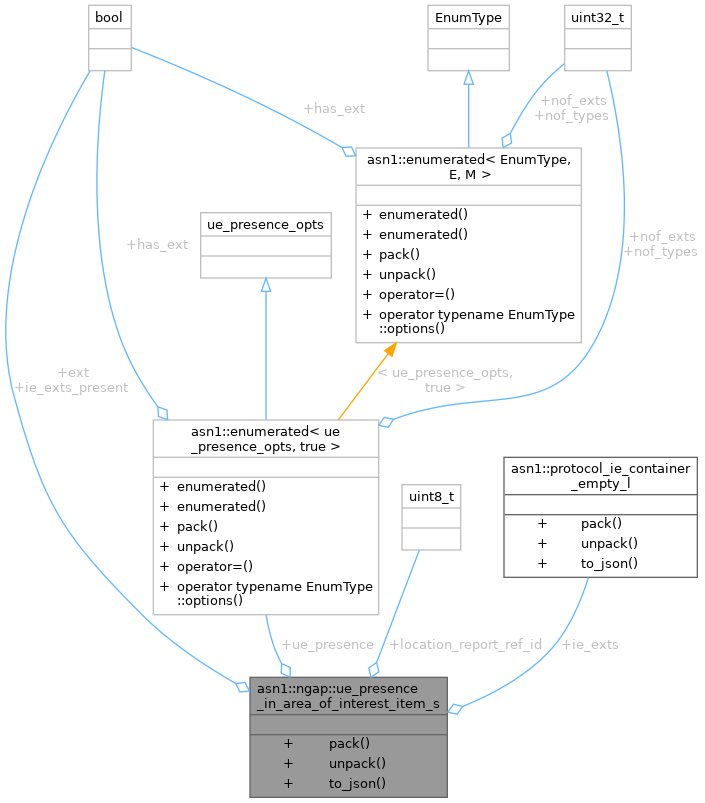 bool
EnumType
uint32_t
+has_ext
+nof_exts
+nof_types
asn1::enumerated< EnumType,
E, M >
+ enumerated()
+ enumerated()
+ pack()
+ unpack()
+ operator=()
+ operator typename EnumType
::options()
ue_presence_opts
+has_ext
+nof_exts
+nof_types
+ext
+ie_exts_present
< ue_presence_opts,
true >
asn1::enumerated< ue
_presence_opts, true >
+ enumerated()
+ enumerated()
+ pack()
+ unpack()
+ operator=()
+ operator typename EnumType
::options()
uint8_t
asn1::protocol_ie_container
_empty_l
+ pack()
+ unpack()
+ to_json()
+ue_presence
+location_report_ref_id
+ie_exts
asn1::ngap::ue_presence
_in_area_of_interest_item_s
+ pack()
+ unpack()
+ to_json()